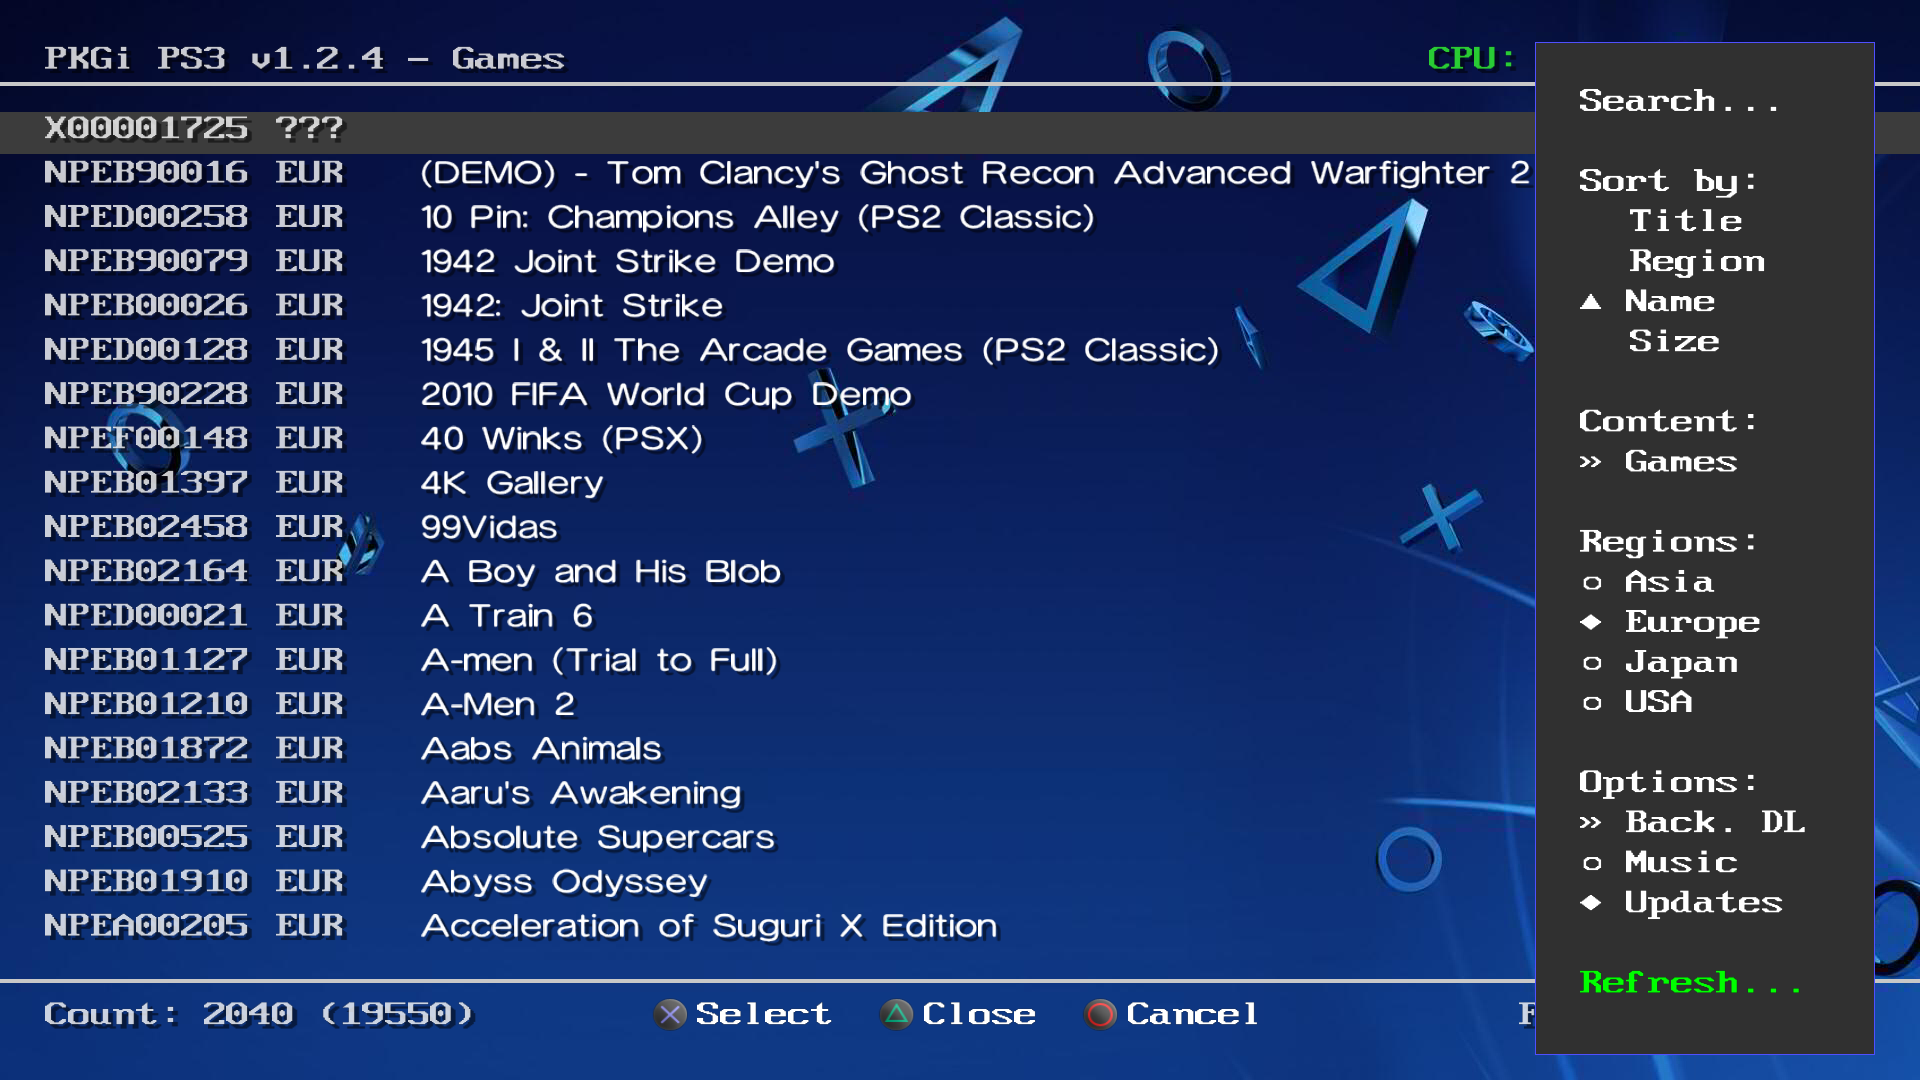 PKGi PS3 v1.2.4 – Games
CPU:
X00001725 ???
NPEB90016 EUR (DEMO) - Tom Clancy's Ghost Recon Advanced Warfighter 2
NPED00258 EUR 10 Pin: Champions Alley (PS2 Classic)
NPEB90079 EUR 1942 Joint Strike Demo
NPEB00026 EUR 1942: Joint Strike
NPED00128 EUR 1945 I & II The Arcade Games (PS2 Classic)
NPEB90228 EUR 2010 FIFA World Cup Demo
NPEF00148 EUR 40 Winks (PSX)
NPEB01397 EUR 4K Gallery
NPEB02458 EUR 99Vidas
NPEB02164 EUR A Boy and His Blob
NPED00021 EUR A Train 6
NPEB01127 EUR A-men (Trial to Full)
NPEB01210 EUR A-Men 2
NPEB01872 EUR Aabs Animals
NPEB02133 EUR Aaru's Awakening
NPEB00525 EUR Absolute Supercars
NPEB01910 EUR Abyss Odyssey
NPEA00205 EUR Acceleration of Suguri X Edition
Count: 2040 (19550)
Select
Close
Cancel
Search...
Sort by:
Title
Region
▲ Name
Size
Content:
» Games
Regions:
○ Asia
◆ Europe
○ Japan
○ USA
Options:
» Back. DL
○ Music
◆ Updates
Refresh...